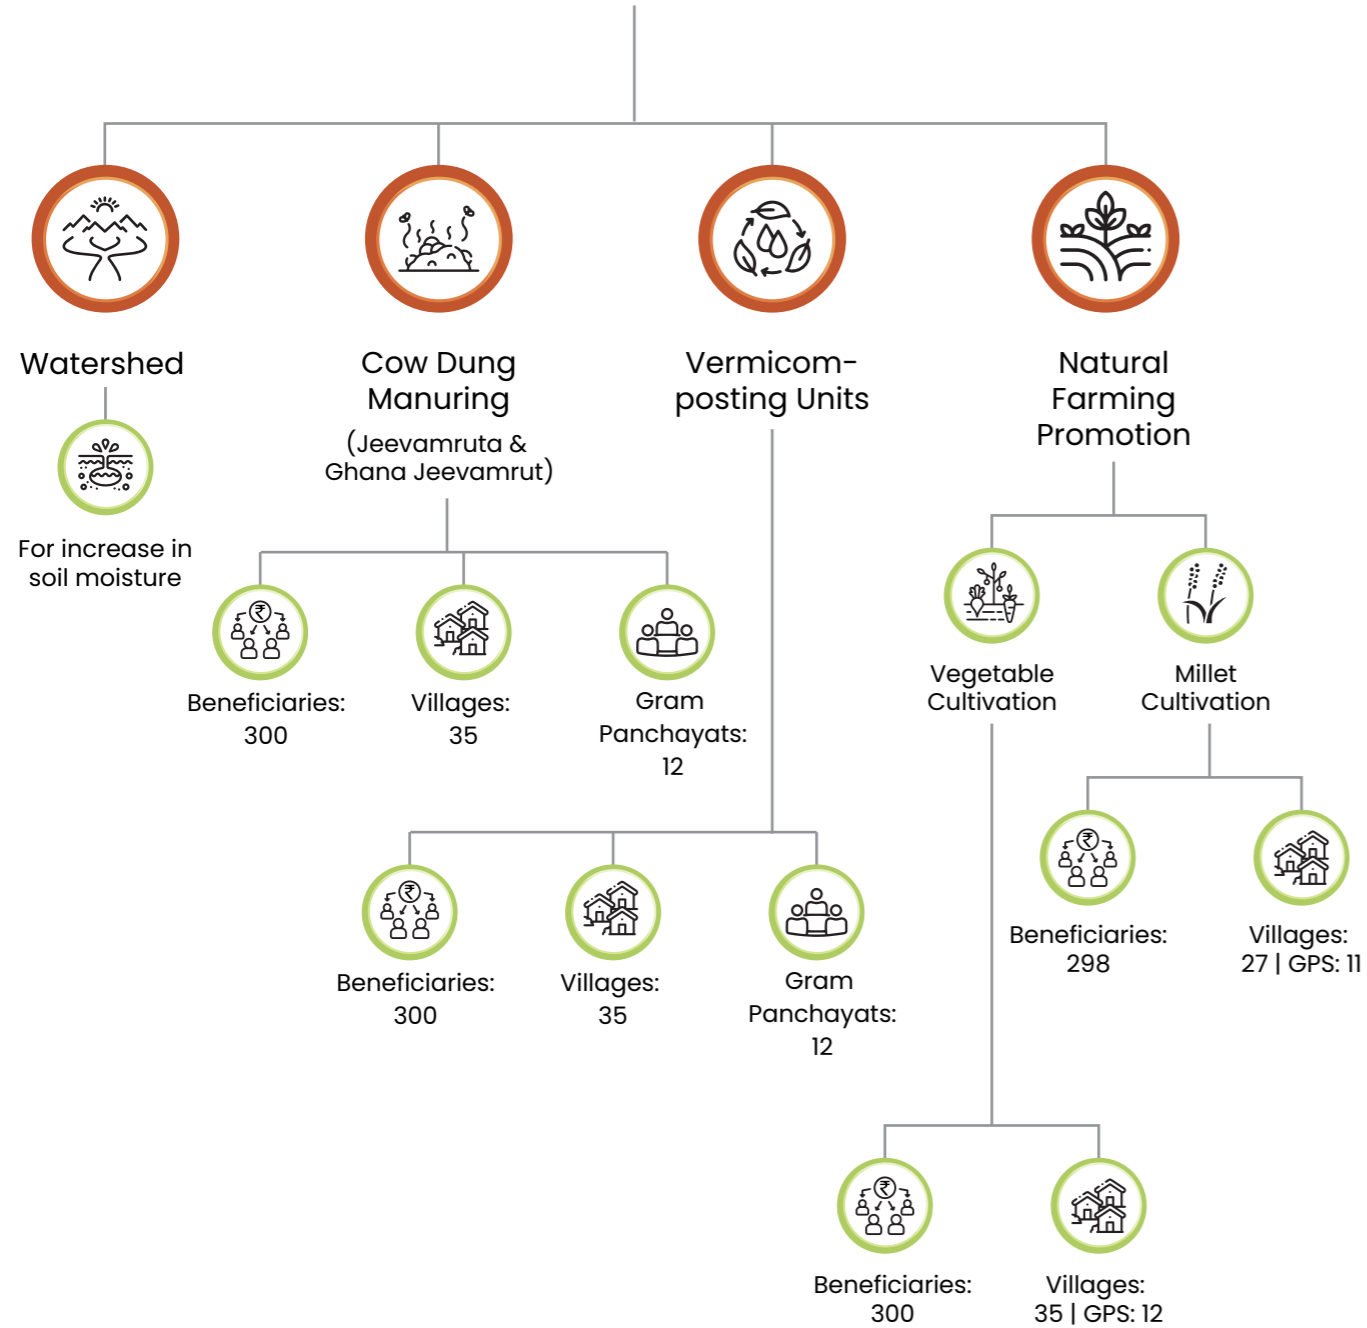 Watershed
For increase in
soil moisture
Cow Dung
Manuring
(Jeevamruta &
Ghana Jeevamrut)
Beneficiaries:
300
Villages:
35
Gram
Panchayats:
12
Vermicom-
posting Units
Beneficiaries:
300
Villages:
35
Gram
Panchayats:
12
Natural
Farming
Promotion
Vegetable
Cultivation
Beneficiaries:
300
Villages:
35 | GPS: 12
Millet
Cultivation
Beneficiaries:
298
Villages:
27 | GPS: 11